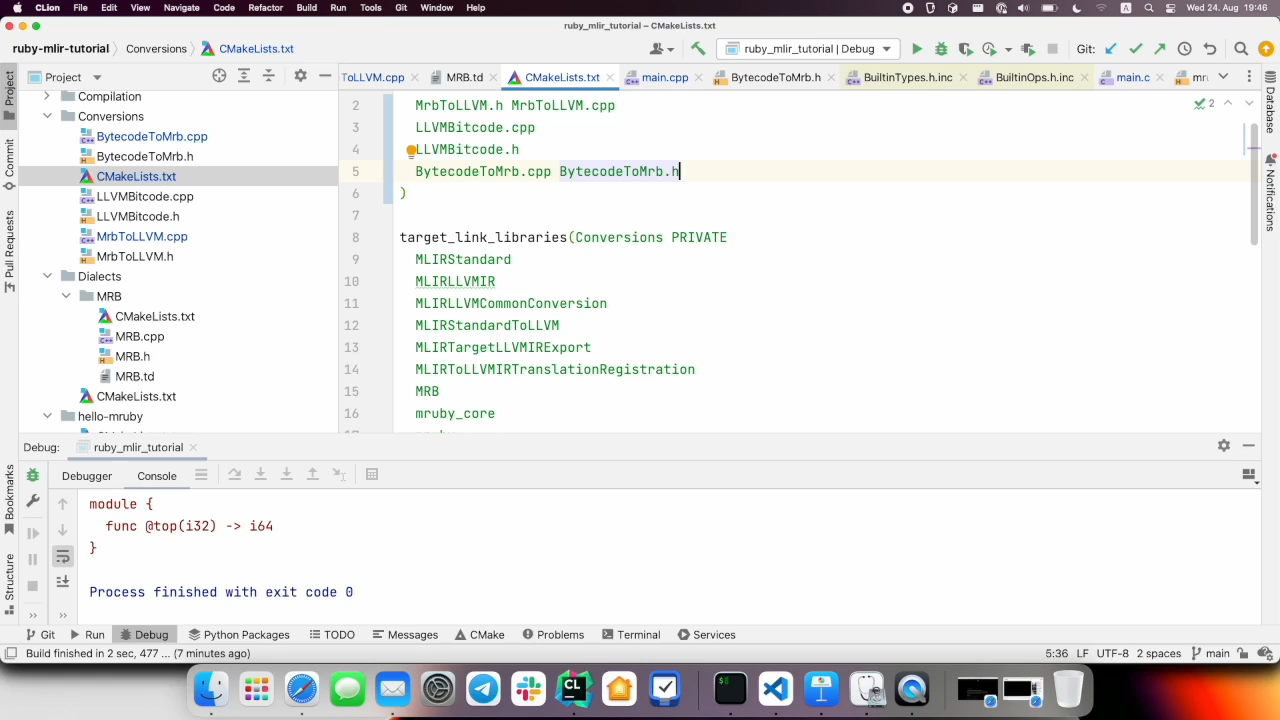 CLion File Edit View Navigate Code Refactor Build Run Tools Git Window Help A Wed 24. Aug 19:46
ruby_mlir_tutorial – CMakeLists.txt
ruby-mlir-tutorial Conversions CMakeLists.txt ruby_mlir_tutorial | Debug Git:
Project ToLLVM.cpp MRB.td CMakeLists.txt main.cpp BytecodeToMrb.h BuiltinTypes.h.inc BuiltinOps.h.inc main.c mru
Project
Commit
Pull Requests
Bookmarks
Structure
Compilation
Conversions
BytecodeToMrb.cpp
BytecodeToMrb.h
CMakeLists.txt
LLVMBitcode.cpp
LLVMBitcode.h
MrbToLLVM.cpp
MrbToLLVM.h
Dialects
MRB
CMakeLists.txt
MRB.cpp
MRB.h
MRB.td
CMakeLists.txt
hello-mruby
2 MrbToLLVM.h MrbToLLVM.cpp
3 LLVMBitcode.cpp
4 LLVMBitcode.h
5 BytecodeToMrb.cpp BytecodeToMrb.h
6 )
7
8 target_link_libraries(Conversions PRIVATE
9 MLIRStandard
10 MLIRLLVMIR
11 MLIRLLVMCommonConversion
12 MLIRStandardToLLVM
13 MLIRTargetLLVMIRExport
14 MLIRToLLVMIRTranslationRegistration
15 MRB
16 mruby_core
2
Database
Notifications
Debug: ruby_mlir_tutorial
Debugger Console
module {
func @top(i32) -> i64
}
Process finished with exit code 0
Git Run Debug Python Packages TODO Messages CMake Problems Terminal Services
Build finished in 2 sec, 477 ... (7 minutes ago) 5:36 LF UTF-8 2 spaces main
CL